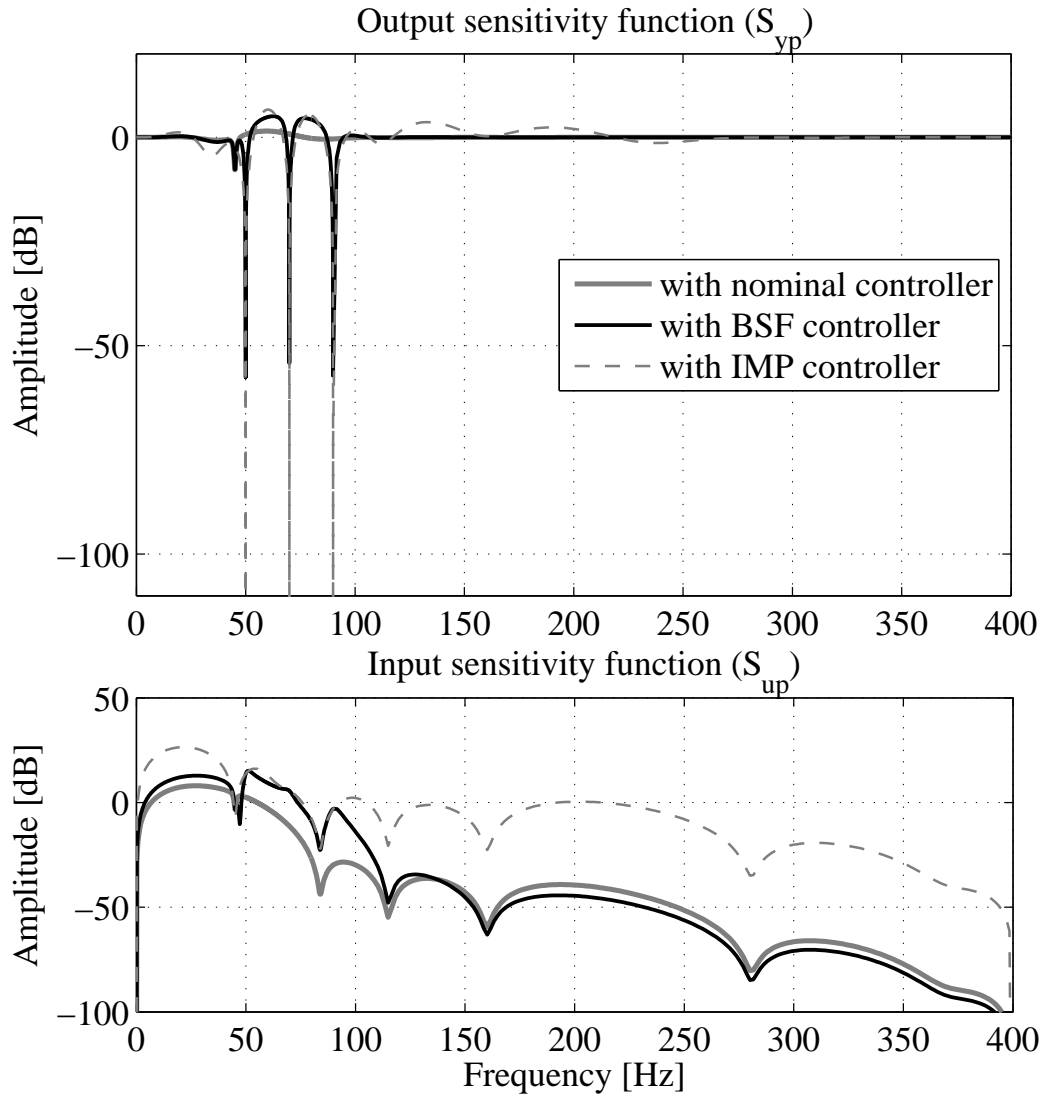 Output sensitivity function (S_yp)
Amplitude [dB]
0
−50
−100
with nominal controller
with BSF controller
with IMP controller
0 50 100 150 200 250 300 350 400
Input sensitivity function (S_up)
Amplitude [dB]
50
0
−50
−100
0 50 100 150 200 250 300 350 400
Frequency [Hz]